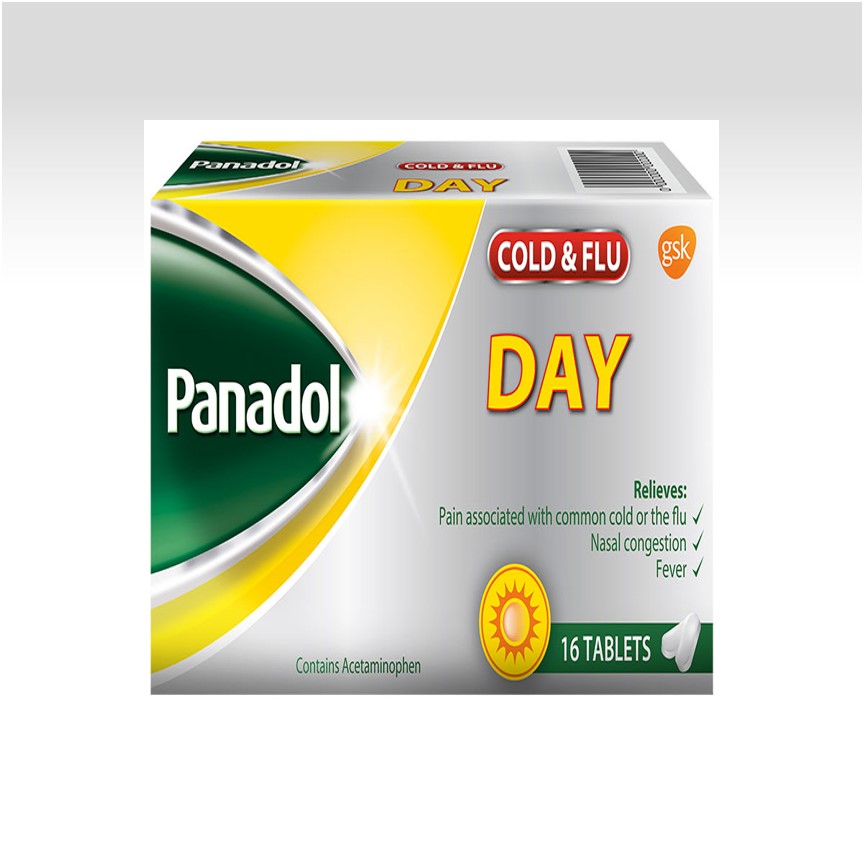 Panadol
COLD & FLU
DAY
COLD & FLU
gsk
DAY
Panadol
Relieves:
Pain associated with common cold or the flu ✓
Nasal congestion ✓
Fever ✓
16 TABLETS
Contains Acetaminophen